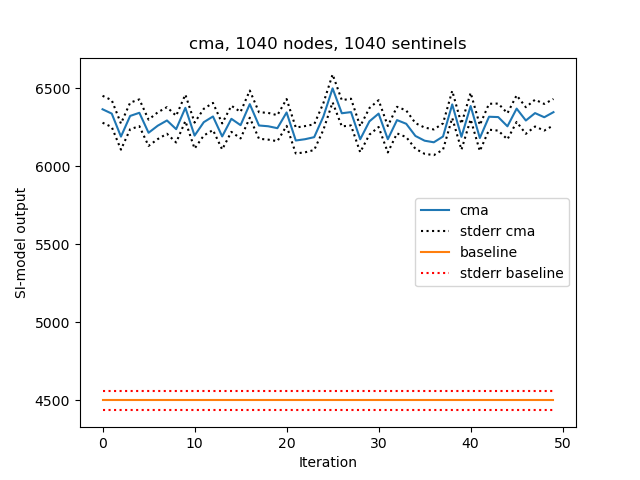 cma, 1040 nodes, 1040 sentinels
SI-model output
6500
6000
5500
5000
4500
cma
stderr cma
baseline
stderr baseline
0 10 20 30 40 50
Iteration